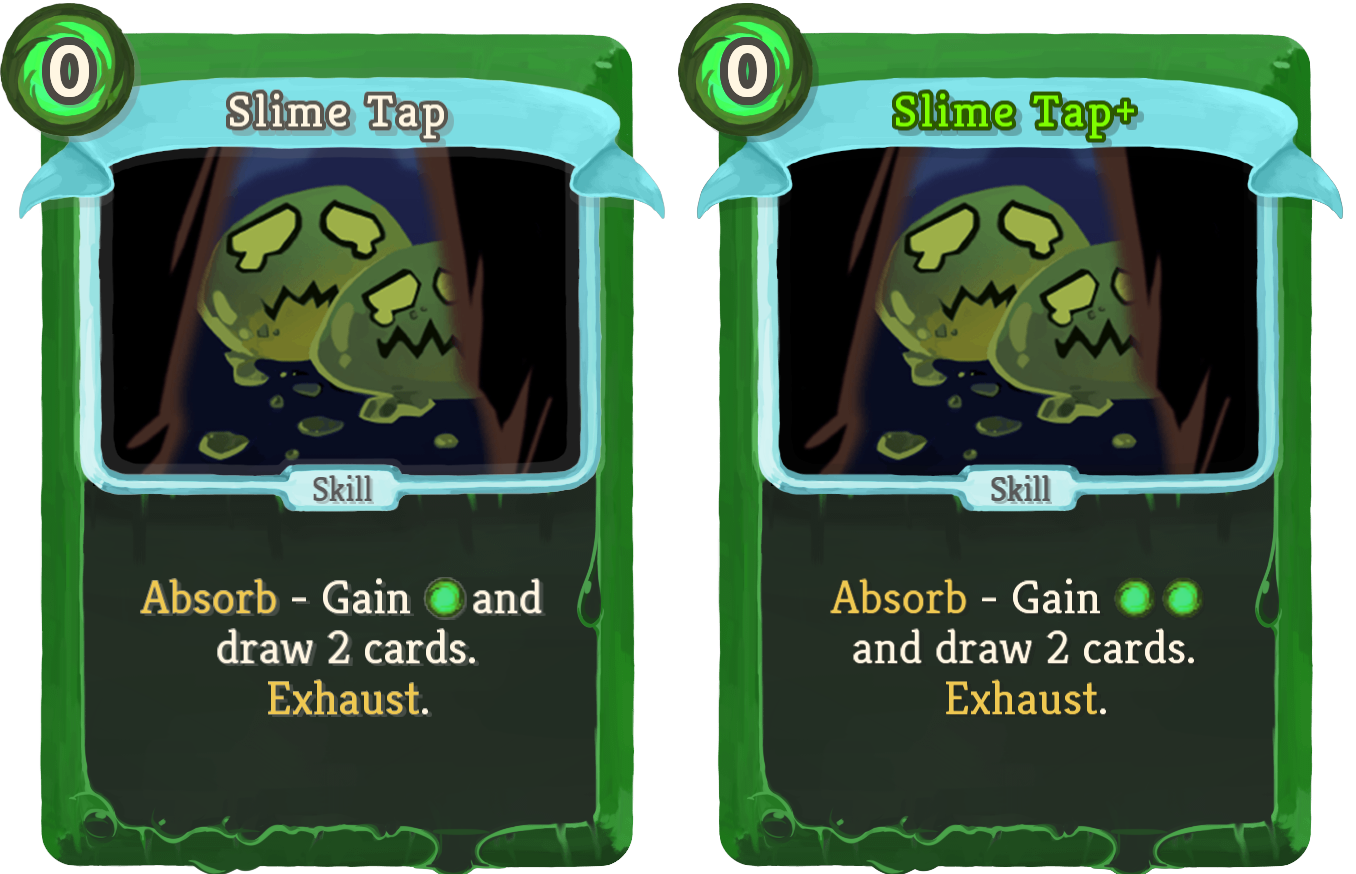 0
Slime Tap
Skill
Absorb - Gain and
draw 2 cards.
Exhaust.
0
Slime Tap+
Skill
Absorb - Gain
and draw 2 cards.
Exhaust.